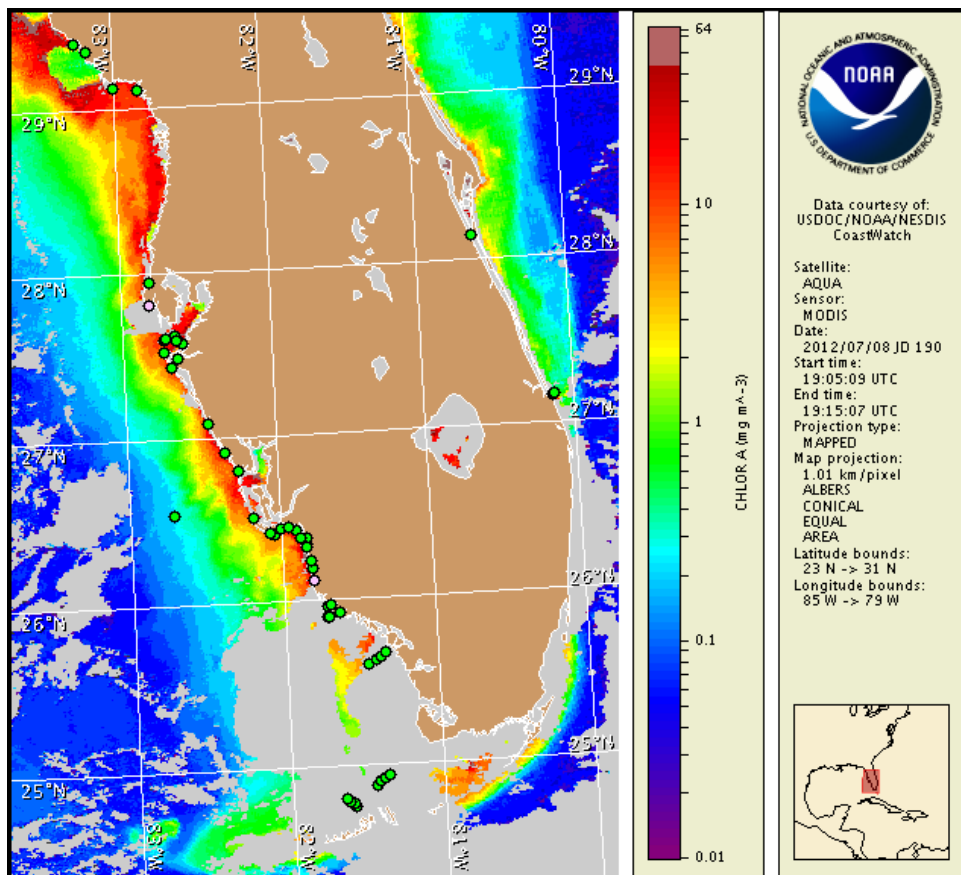 83°W
82°W
81°W
80°W
29°N
29°N
28°N
28°N
27°N
27°N
26°N
26°N
25°N
25°N
83°W
82°W
81°W
64
10
1
0.1
0.01
CHLORA (mg m^-3)
NATIONAL OCEANIC AND ATMOSPHERIC ADMINISTRATION
NOAA
U.S. DEPARTMENT OF COMMERCE
Data courtesy of:
USDOC/NOAA/NESDIS
CoastWatch
Satellite:
AQUA
Sensor:
MODIS
Date:
2012/07/08 JD 190
Start time:
19:05:09 UTC
End time:
19:15:07 UTC
Projection type:
MAPPED
Map projection:
1.01 km/pixel
ALBERS
CONICAL
EQUAL
AREA
Latitude bounds:
23 N -> 31 N
Longitude bounds:
85 W -> 79 W